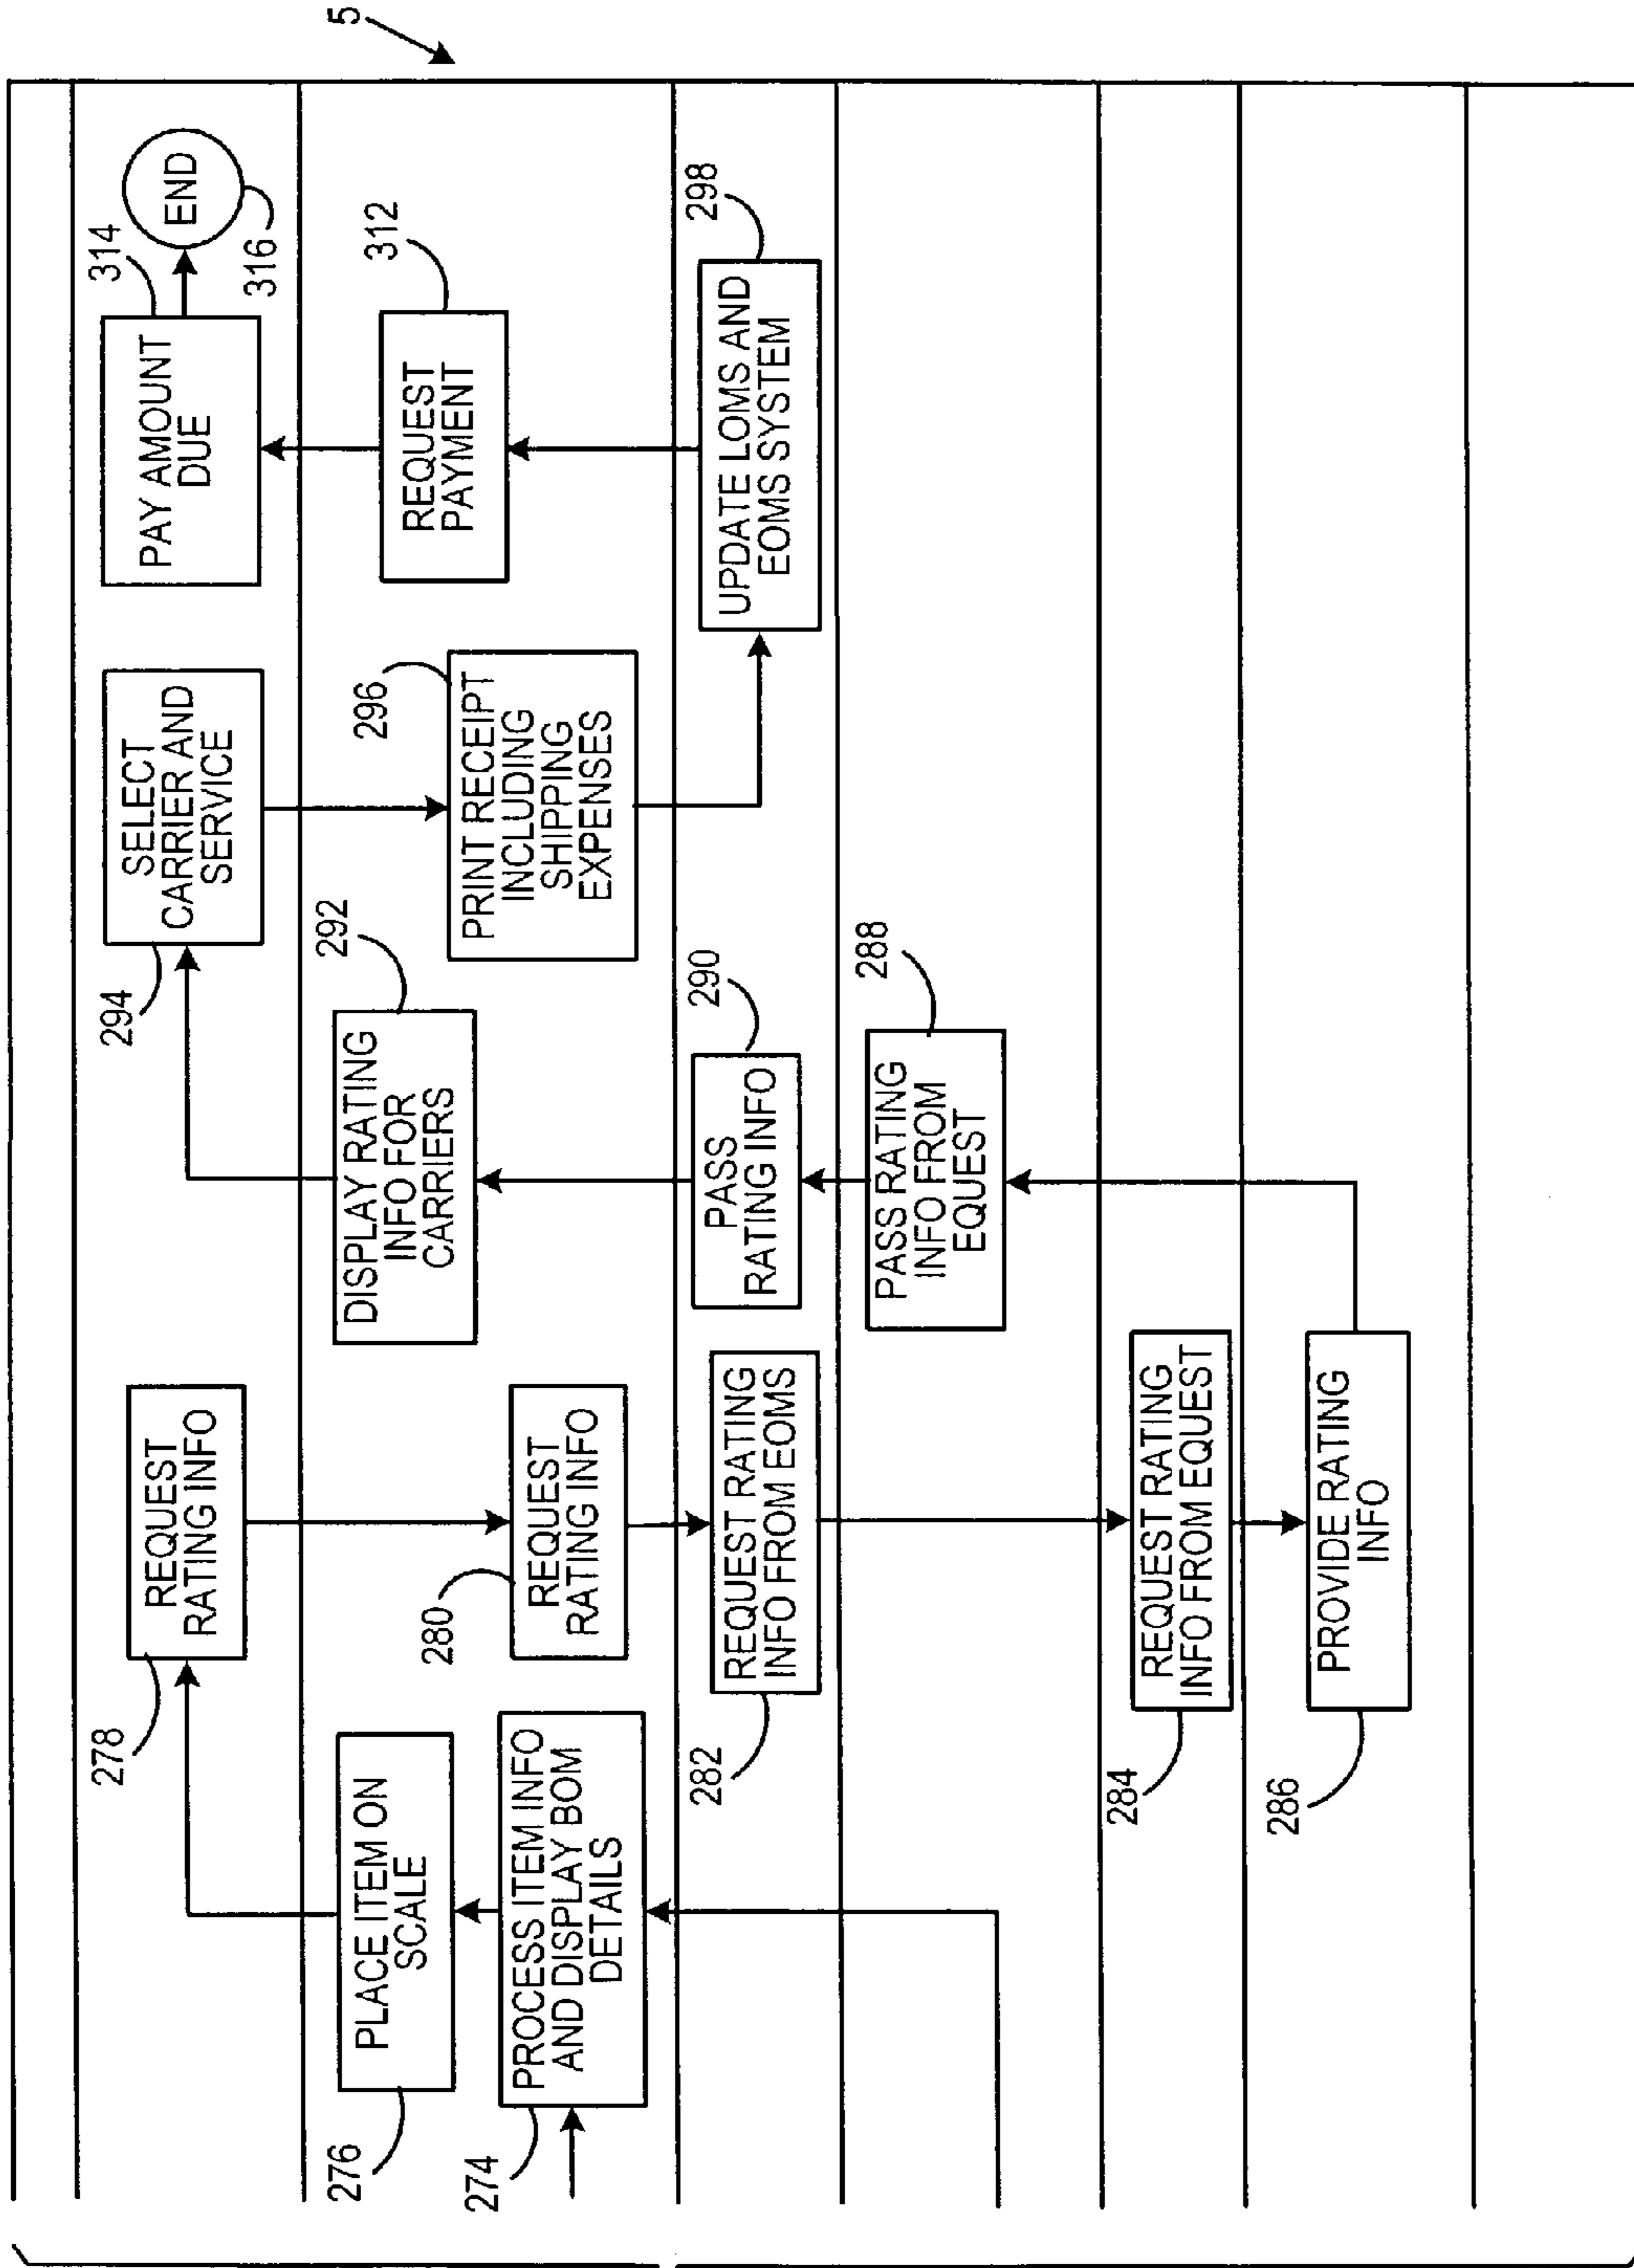 5
PLACE ITEM ON
SCALE
276
PROCESS ITEM INFO
AND DISPLAY BOM
DETAILS
274
REQUEST
RATING INFO
278
REQUEST
RATING INFO
280
REQUEST RATING
INFO FROM EOMS
282
REQUEST RATING
INFO FROM EQUEST
284
PROVIDE RATING
INFO
286
PASS RATING
INFO FROM
EQUEST
288
PASS
RATING INFO
290
DISPLAY RATING
INFO FOR
CARRIERS
292
SELECT
CARRIER AND
SERVICE
294
PRINT RECEIPT
INCLUDING
SHIPPING
EXPENSES
296
UPDATE LOMS AND
EOMS SYSTEM
298
REQUEST
PAYMENT
312
PAY AMOUNT
DUE
314
END
316